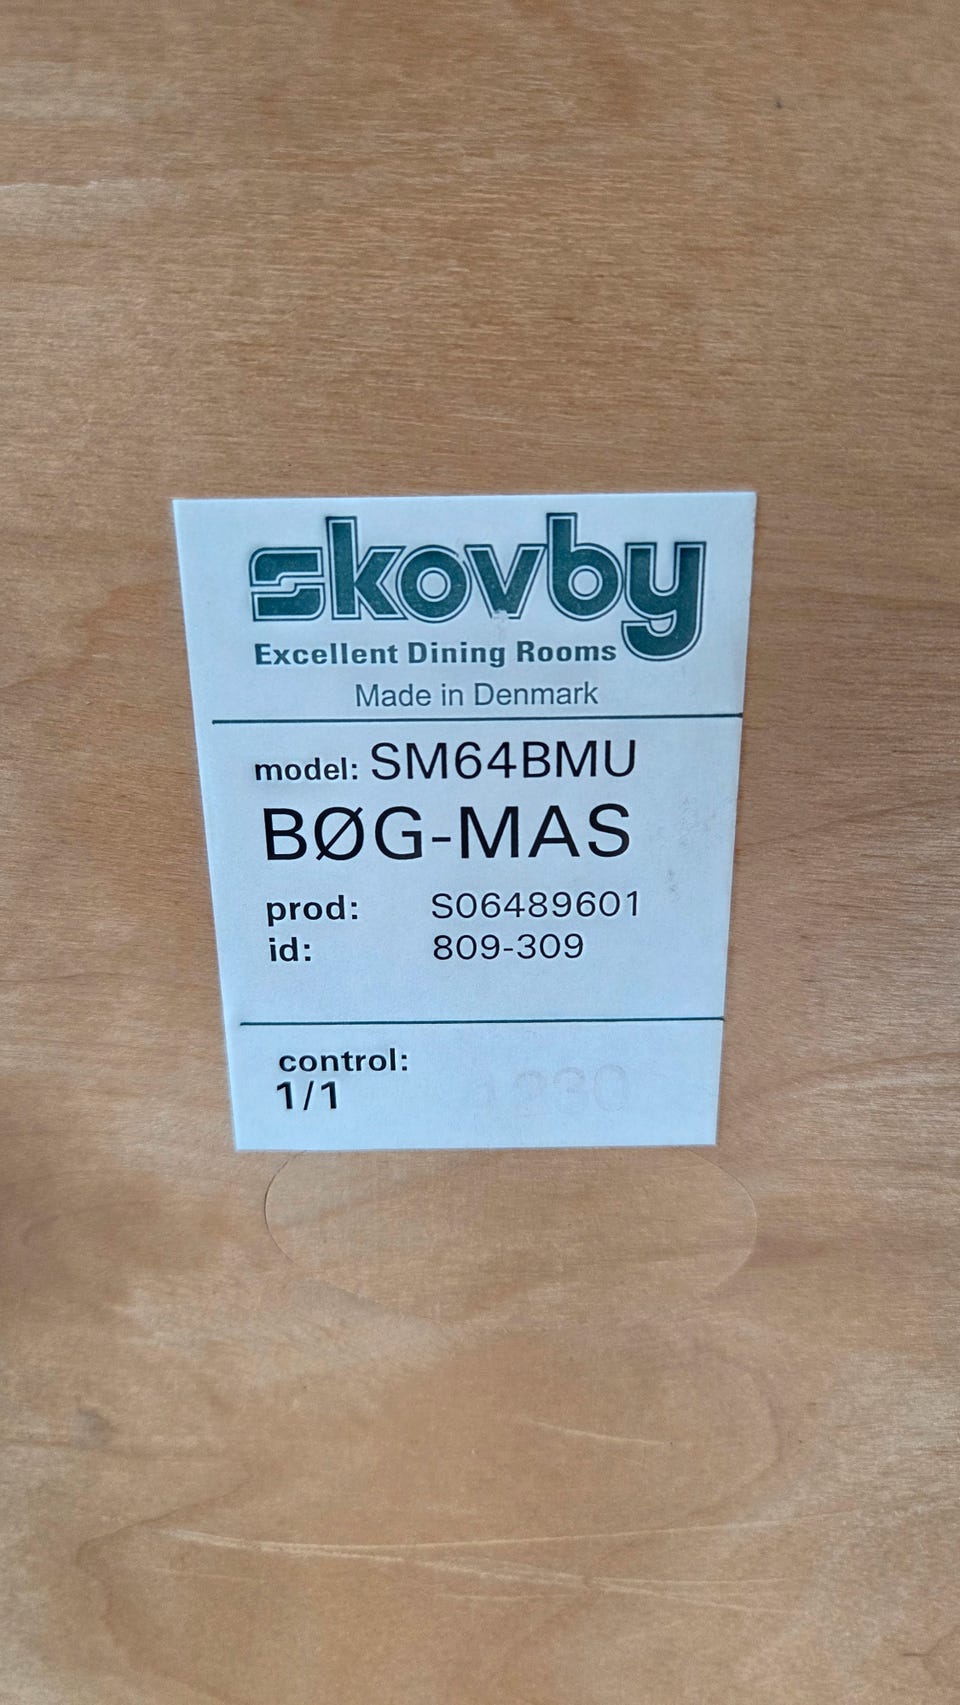 skovby
Excellent Dining Rooms
Made in Denmark
model: SM64BMU
BØG-MAS
prod: S06489601
id: 809-309
control:
1/1